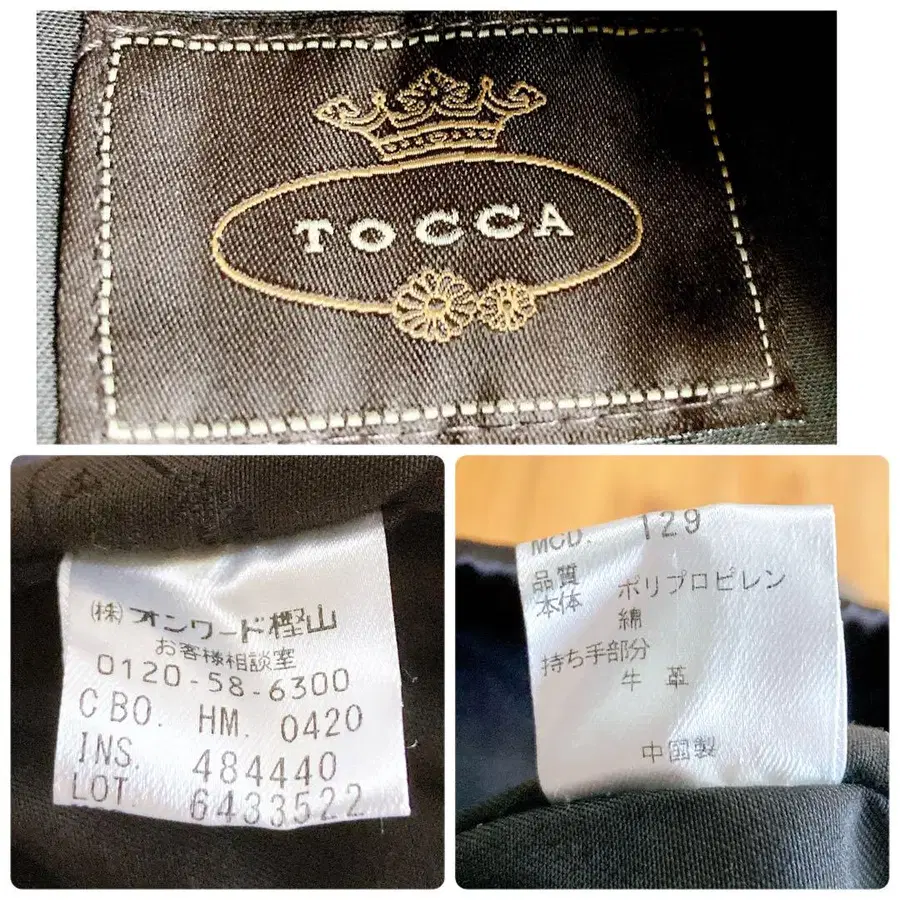 TOCCA
(株)オンワード樫山
お客様相談室
0120-58-6300
C BO. HM. 0420
INS. 484440
LOT. 6433522
MOD. 129
品質
本体 ポリプロピレン
綿
持ち手部分
牛革
中国製